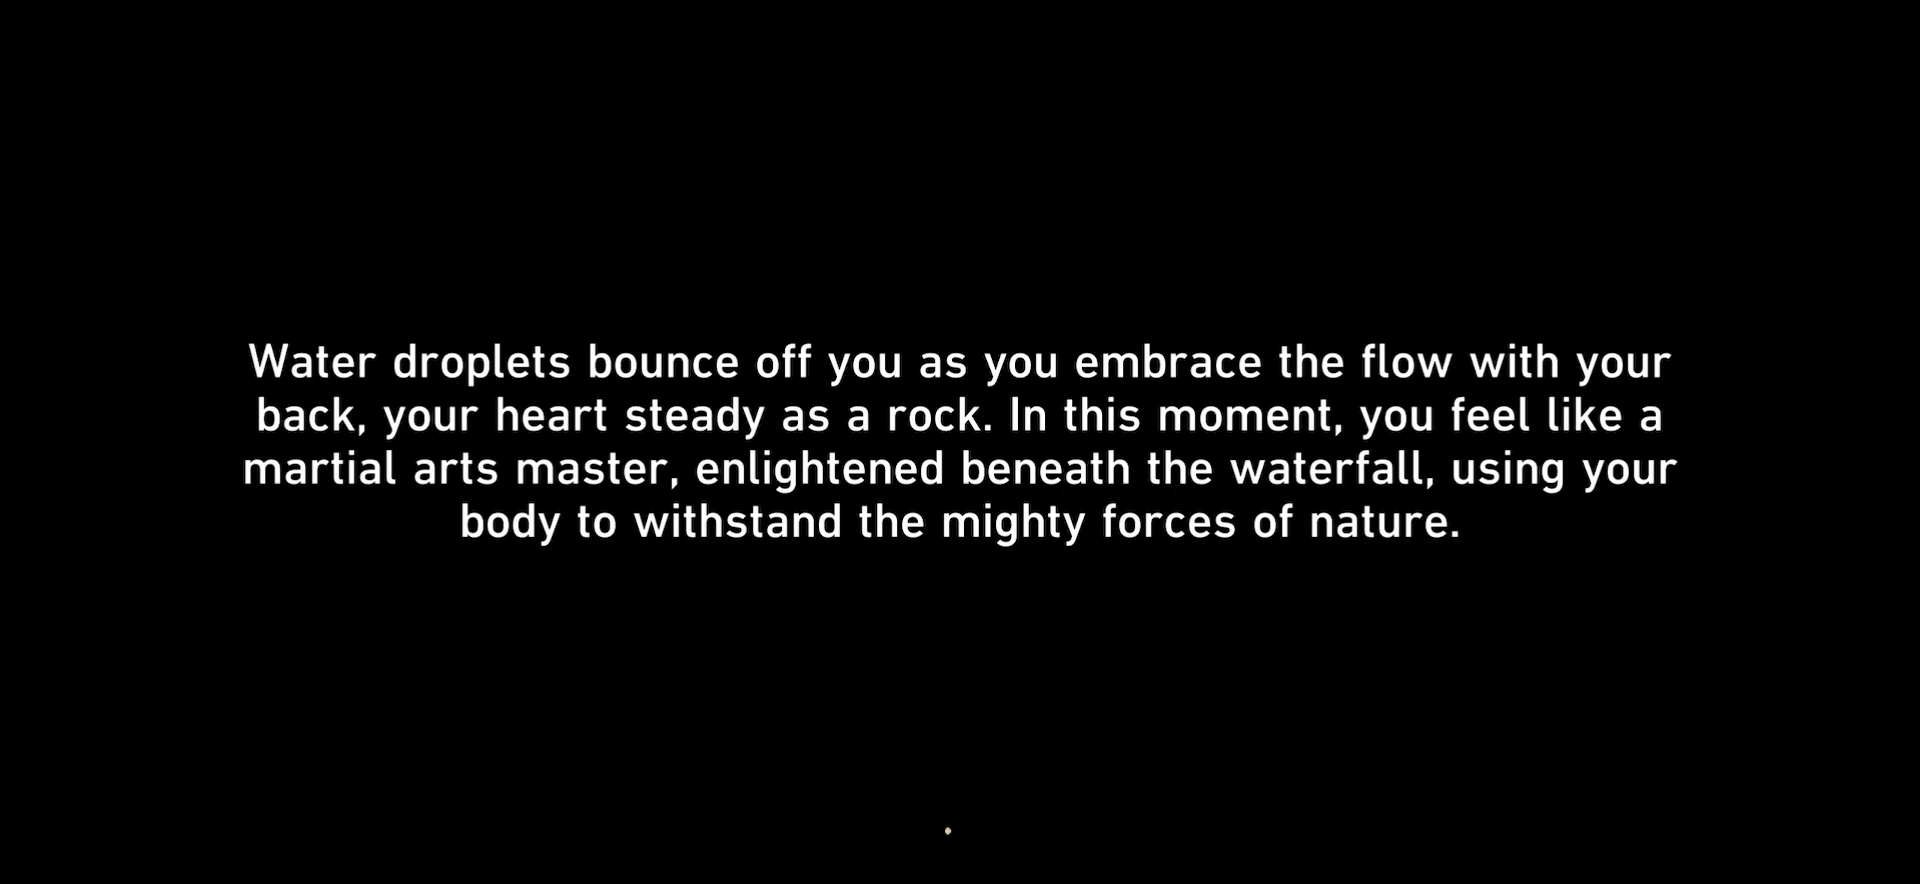 Water droplets bounce off you as you embrace the flow with your
back, your heart steady as a rock. In this moment, you feel like a
martial arts master, enlightened beneath the waterfall, using your
body to withstand the mighty forces of nature.